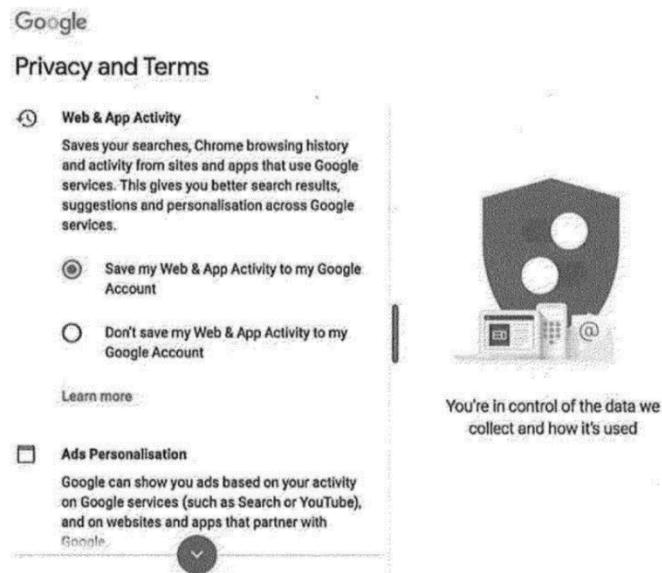 Google
Privacy and Terms
Web & App Activity
Saves your searches, Chrome browsing history
and activity from sites and apps that use Google
services. This gives you better search results,
suggestions and personalisation across Google
services.
Save my Web & App Activity to my Google
Account
Don't save my Web & App Activity to my
Google Account
Learn more
Ads Personalisation
Google can show you ads based on your activity
on Google services (such as Search or YouTube),
and on websites and apps that partner with
Google.
@
You're in control of the data we
collect and how it's used